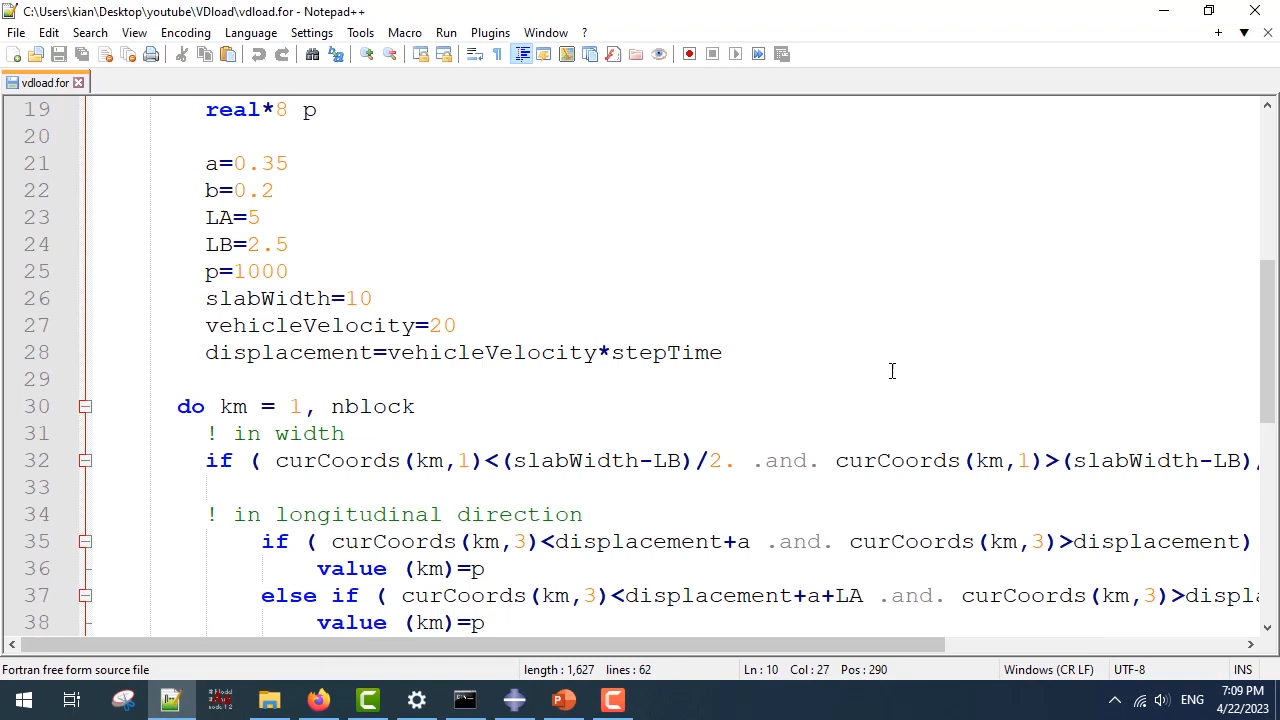 C:\Users\kian\Desktop\youtube\VDload\vdload.for - Notepad++
File Edit Search View Encoding Language Settings Tools Macro Run Plugins Window ?
vdload.for
19 real*8 p
20
21 a=0.35
22 b=0.2
23 LA=5
24 LB=2.5
25 p=1000
26 slabWidth=10
27 vehicleVelocity=20
28 displacement=vehicleVelocity*stepTime
29
30 do km = 1, nblock
31 ! in width
32 if ( curCoords(km,1)<(slabWidth-LB)/2. .and. curCoords(km,1)>(slabWidth-LB)/
33
34 ! in longitudinal direction
35 if ( curCoords(km,3)<displacement+a .and. curCoords(km,3)>displacement)
36 value (km)=p
37 else if ( curCoords(km,3)<displacement+a+LA .and. curCoords(km,3)>displa
38 value (km)=p
Fortran free form source file length : 1,627 lines : 62 Ln : 10 Col : 27 Pos : 290 Windows (CR LF) UTF-8 INS
ENG
7:09 PM
4/22/2023